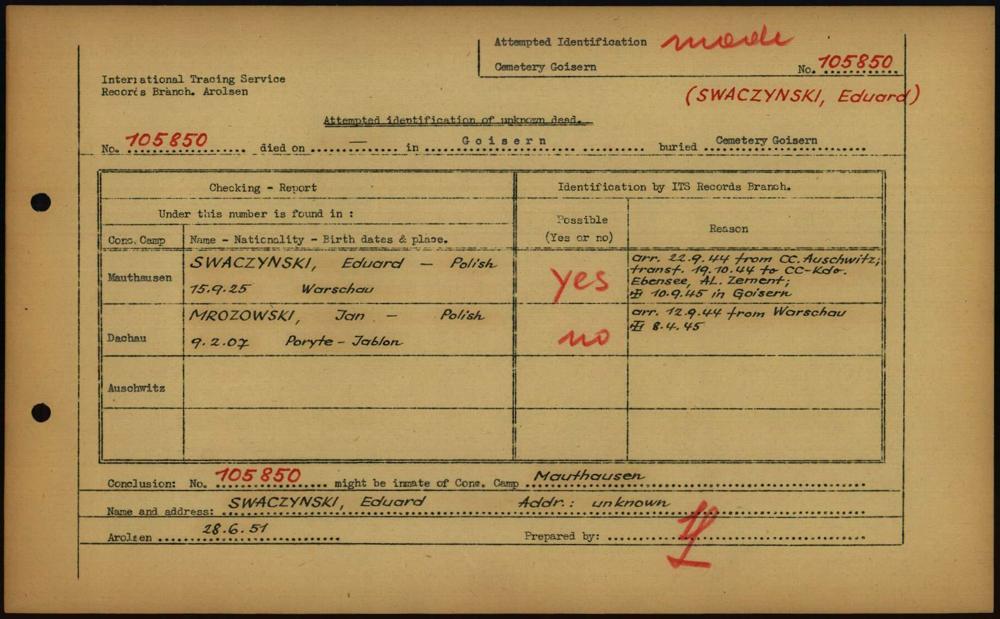 Attempted Identification made
Cemetery Goisern No. 105850
International Tracing Service
Records Branch. Arolsen
(SWACZYNSKI, Eduard)
Attempted identification of unknown dead.
No. 105850 died on — in Goisern buried Cemetery Goisern
Checking - Report Identification by ITS Records Branch.
Under this number is found in :
Possible
(Yes or no) Reason
Conc. Camp Name - Nationality - Birth dates & place.
Mauthausen SWACZYNSKI, Eduard — Polish
15.9.25 Warschau
yes
arr. 22.9.44 from CC. Auschwitz;
transf. 19.10.44 to CC-Kdo.
Ebensee, AL. Zement;
10.9.45 in Goisern
Dachau MROZOWSKI, Jan — Polish
9.2.07 Poryte - Jablon
no
arr. 12.9.44 from Warschau
8.4.45
Auschwitz
Conclusion: No. 105850 might be inmate of Conc. Camp Mauthausen
Name and address: SWACZYNSKI, Eduard Addr.: unknown
Arolsen 28.6.51 Prepared by: